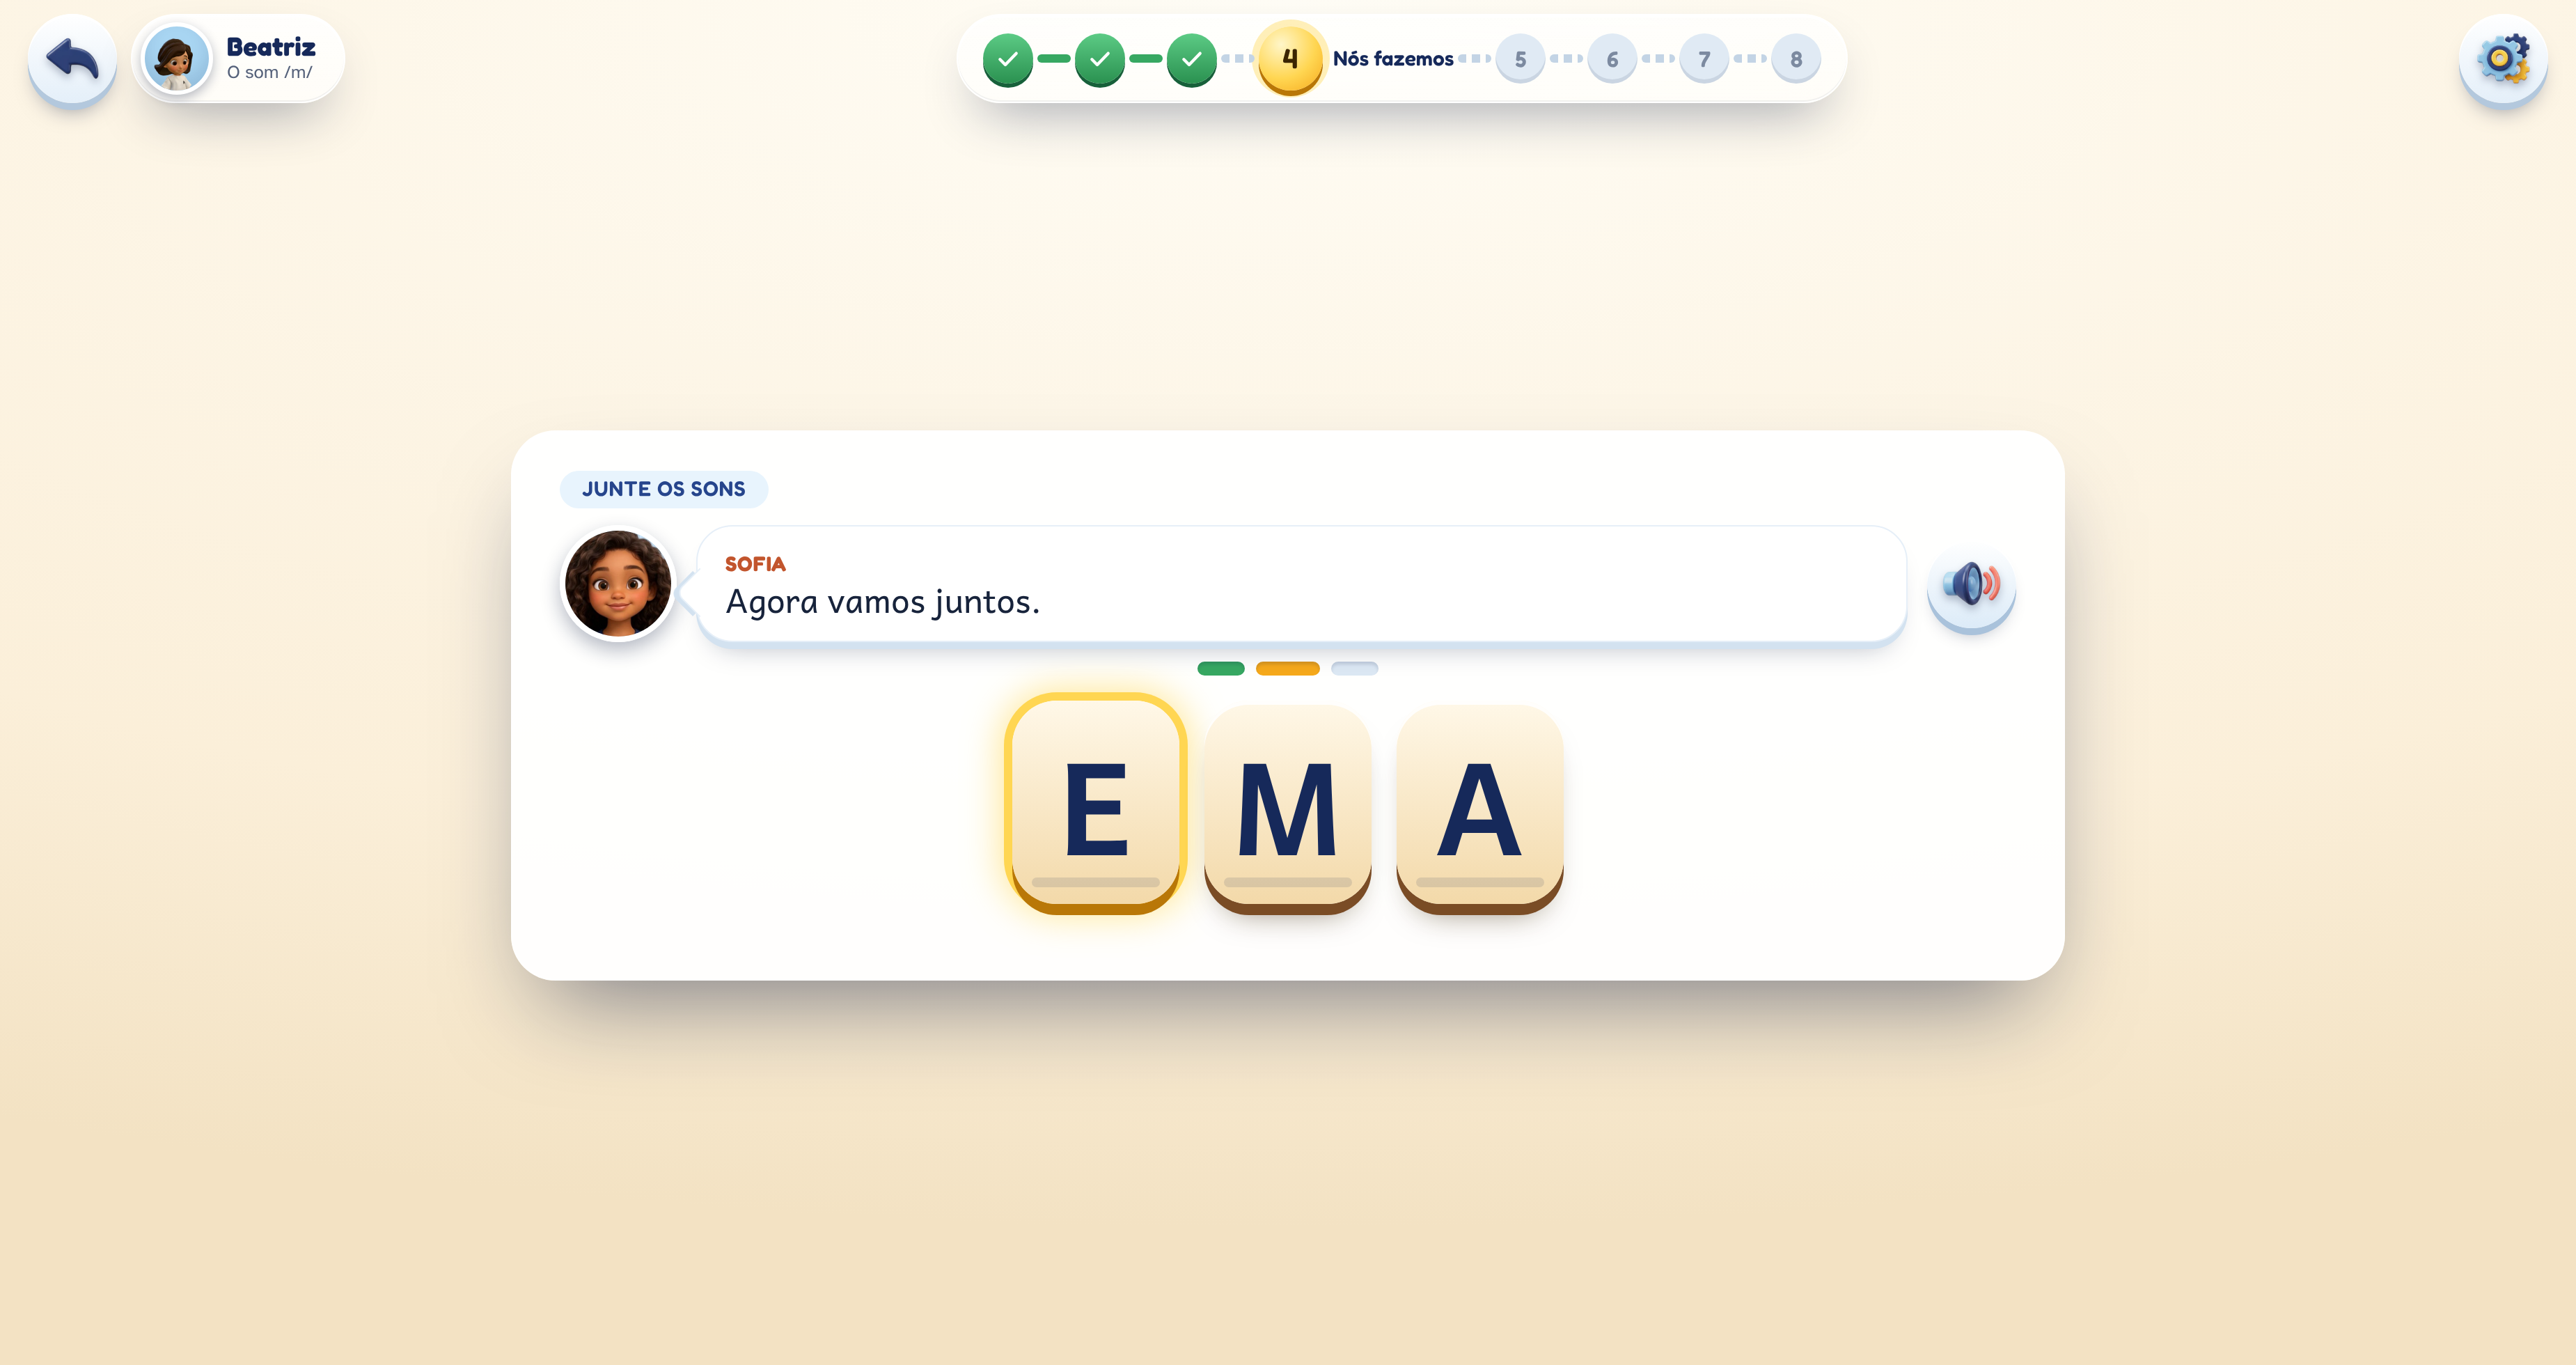 Beatriz
O som /m/
4 Nós fazemos 5 6 7 8
JUNTE OS SONS
SOFIA
Agora vamos juntos.
E M A